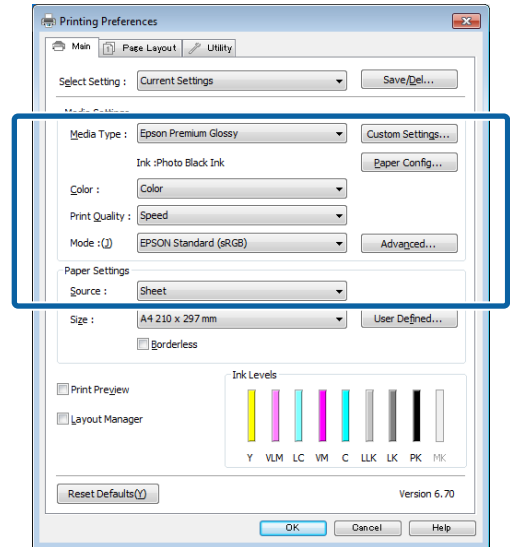 Printing Preferences
Main Page Layout Utility
Select Setting : Current Settings Save/Del...
Media Settings
Media Type : Epson Premium Glossy Custom Settings...
Ink :Photo Black Ink Paper Config...
Color : Color
Print Quality : Speed
Mode :(J) EPSON Standard (sRGB) Advanced...
Paper Settings
Source : Sheet
Size : A4 210 x 297 mm User Defined...
Borderless
Ink Levels
Print Preview
Layout Manager
Y VLM LC VM C LLK LK PK MK
Reset Defaults(Y) Version 6.70
OK Cancel Help